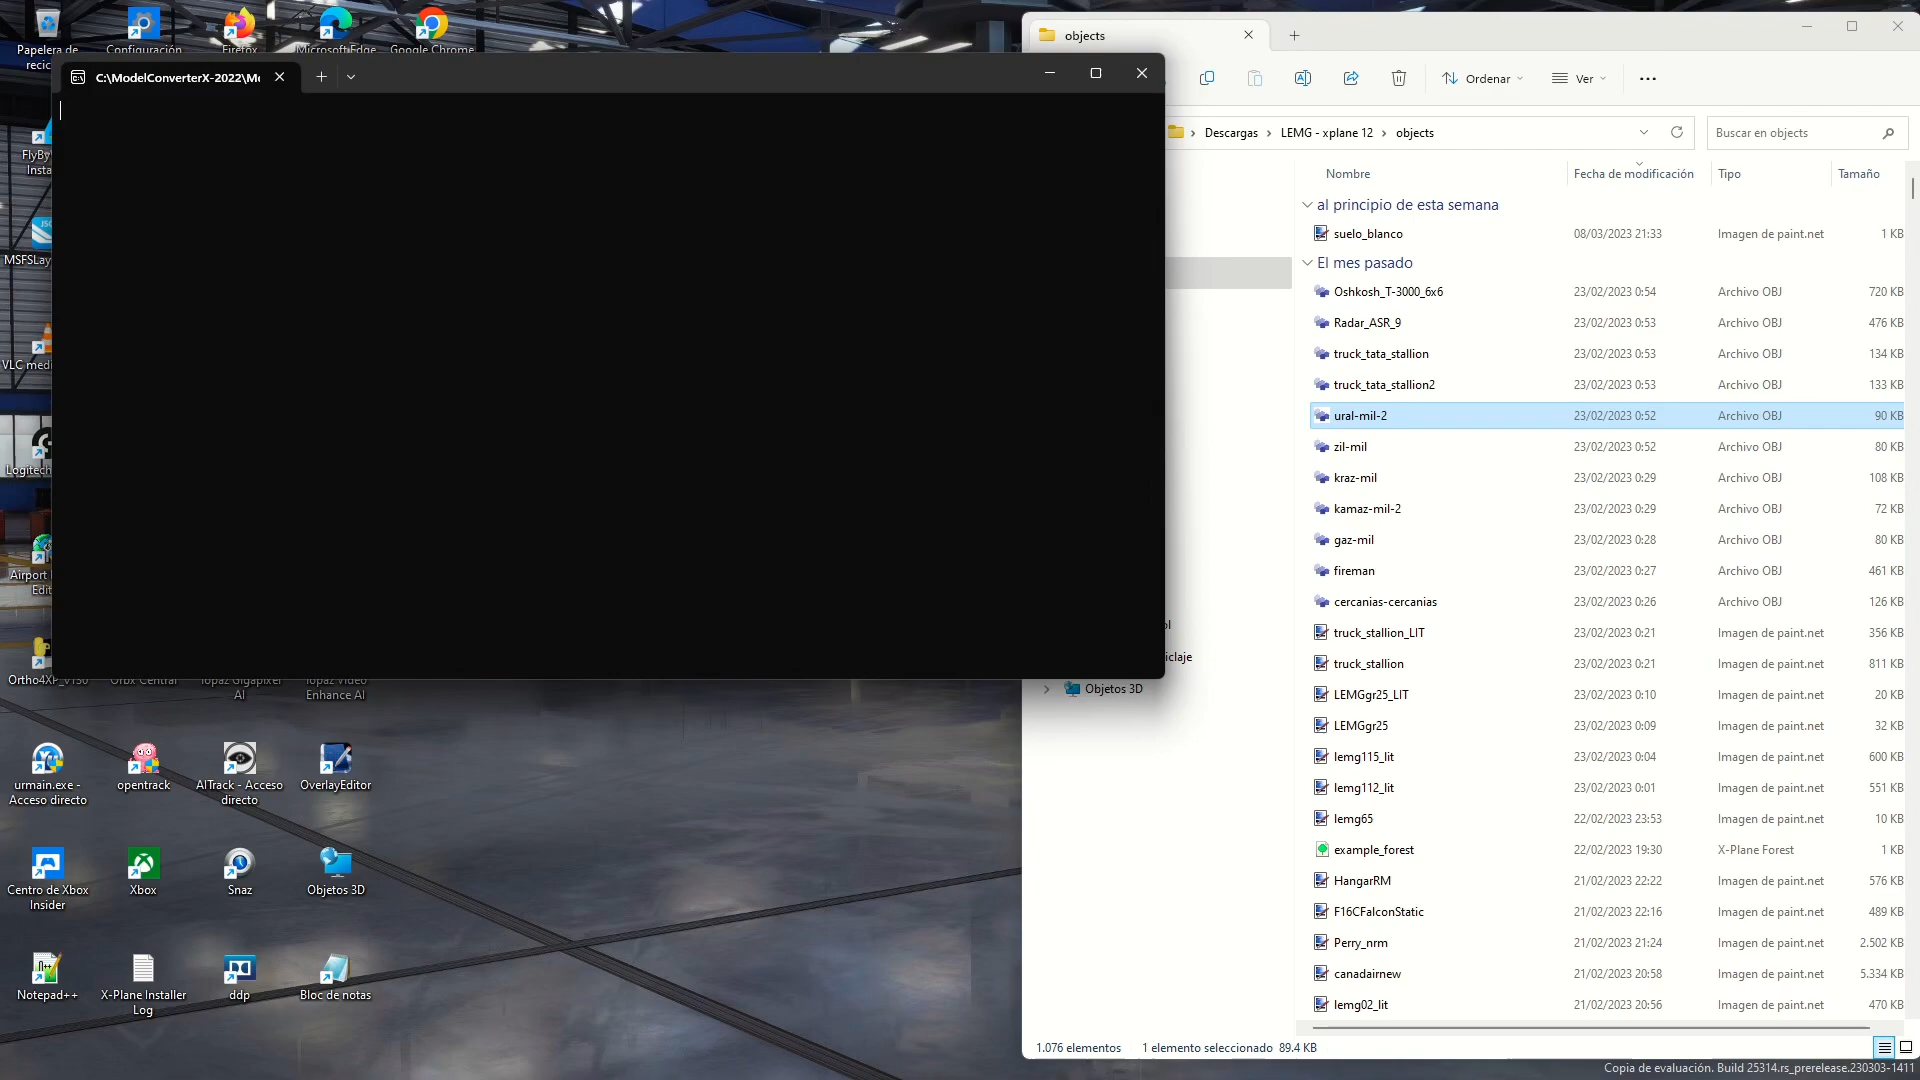 Papelera de
recic
Configuración
Firefox
Microsoft Edge
Google Chrome
objects
C:\ModelConverterX-2022\Mo
Ordenar
Ver
Descargas
LEMG - xplane 12
objects
Buscar en objects
FlyBy
Insta
MSFSLay
VLC medi
Logitech
Airport
Edit
Ortho4XP_v130
Orbx Central
Topaz Gigapixel
AI
Topaz Video
Enhance AI
Nombre
Fecha de modificación
Tipo
Tamaño
al principio de esta semana
suelo_blanco 08/03/2023 21:33 Imagen de paint.net 1 KB
El mes pasado
Oshkosh_T-3000_6x6 23/02/2023 0:54 Archivo OBJ 720 KB
Radar_ASR_9 23/02/2023 0:53 Archivo OBJ 476 KB
truck_tata_stallion 23/02/2023 0:53 Archivo OBJ 134 KB
truck_tata_stallion2 23/02/2023 0:53 Archivo OBJ 133 KB
ural-mil-2 23/02/2023 0:52 Archivo OBJ 90 KB
zil-mil 23/02/2023 0:52 Archivo OBJ 80 KB
kraz-mil 23/02/2023 0:29 Archivo OBJ 108 KB
kamaz-mil-2 23/02/2023 0:29 Archivo OBJ 72 KB
gaz-mil 23/02/2023 0:28 Archivo OBJ 80 KB
fireman 23/02/2023 0:27 Archivo OBJ 461 KB
cercanias-cercanias 23/02/2023 0:26 Archivo OBJ 126 KB
truck_stallion_LIT 23/02/2023 0:21 Imagen de paint.net 356 KB
truck_stallion 23/02/2023 0:21 Imagen de paint.net 811 KB
LEMGgr25_LIT 23/02/2023 0:10 Imagen de paint.net 20 KB
LEMGgr25 23/02/2023 0:09 Imagen de paint.net 32 KB
lemg115_lit 23/02/2023 0:04 Imagen de paint.net 600 KB
lemg112_lit 23/02/2023 0:01 Imagen de paint.net 551 KB
lemg65 22/02/2023 23:53 Imagen de paint.net 10 KB
example_forest 22/02/2023 19:30 X-Plane Forest 1 KB
HangarRM 21/02/2023 22:22 Imagen de paint.net 576 KB
F16CFalconStatic 21/02/2023 22:16 Imagen de paint.net 489 KB
Perry_nrm 21/02/2023 21:24 Imagen de paint.net 2.502 KB
canadairnew 21/02/2023 20:58 Imagen de paint.net 5.334 KB
lemg02_lit 21/02/2023 20:56 Imagen de paint.net 470 KB
ol
iclaje
Objetos 3D
urmain.exe -
Acceso directo
opentrack
AITrack - Acceso
directo
OverlayEditor
Centro de Xbox
Insider
Xbox
Snaz
Objetos 3D
Notepad++
X-Plane Installer
Log
ddp
Bloc de notas
1.076 elementos
1 elemento seleccionado 89.4 KB
Copia de evaluación. Build 25314.rs_prerelease.230303-1411